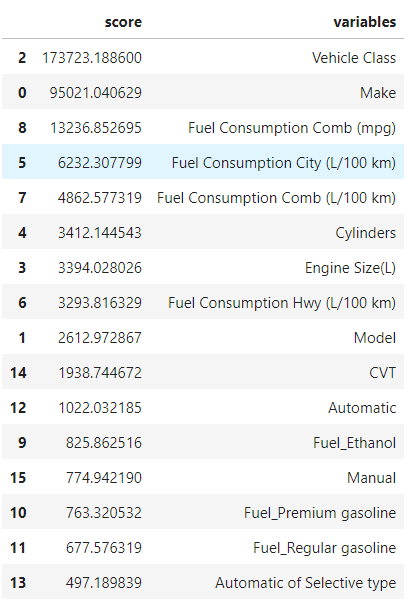 score variables
2 173723.188600 Vehicle Class
0 95021.040629 Make
8 13236.852695 Fuel Consumption Comb (mpg)
5 6232.307799 Fuel Consumption City (L/100 km)
7 4862.577319 Fuel Consumption Comb (L/100 km)
4 3412.144543 Cylinders
3 3394.028026 Engine Size(L)
6 3293.816329 Fuel Consumption Hwy (L/100 km)
1 2612.972867 Model
14 1938.744672 CVT
12 1022.032185 Automatic
9 825.862516 Fuel_Ethanol
15 774.942190 Manual
10 763.320532 Fuel_Premium gasoline
11 677.576319 Fuel_Regular gasoline
13 497.189839 Automatic of Selective type